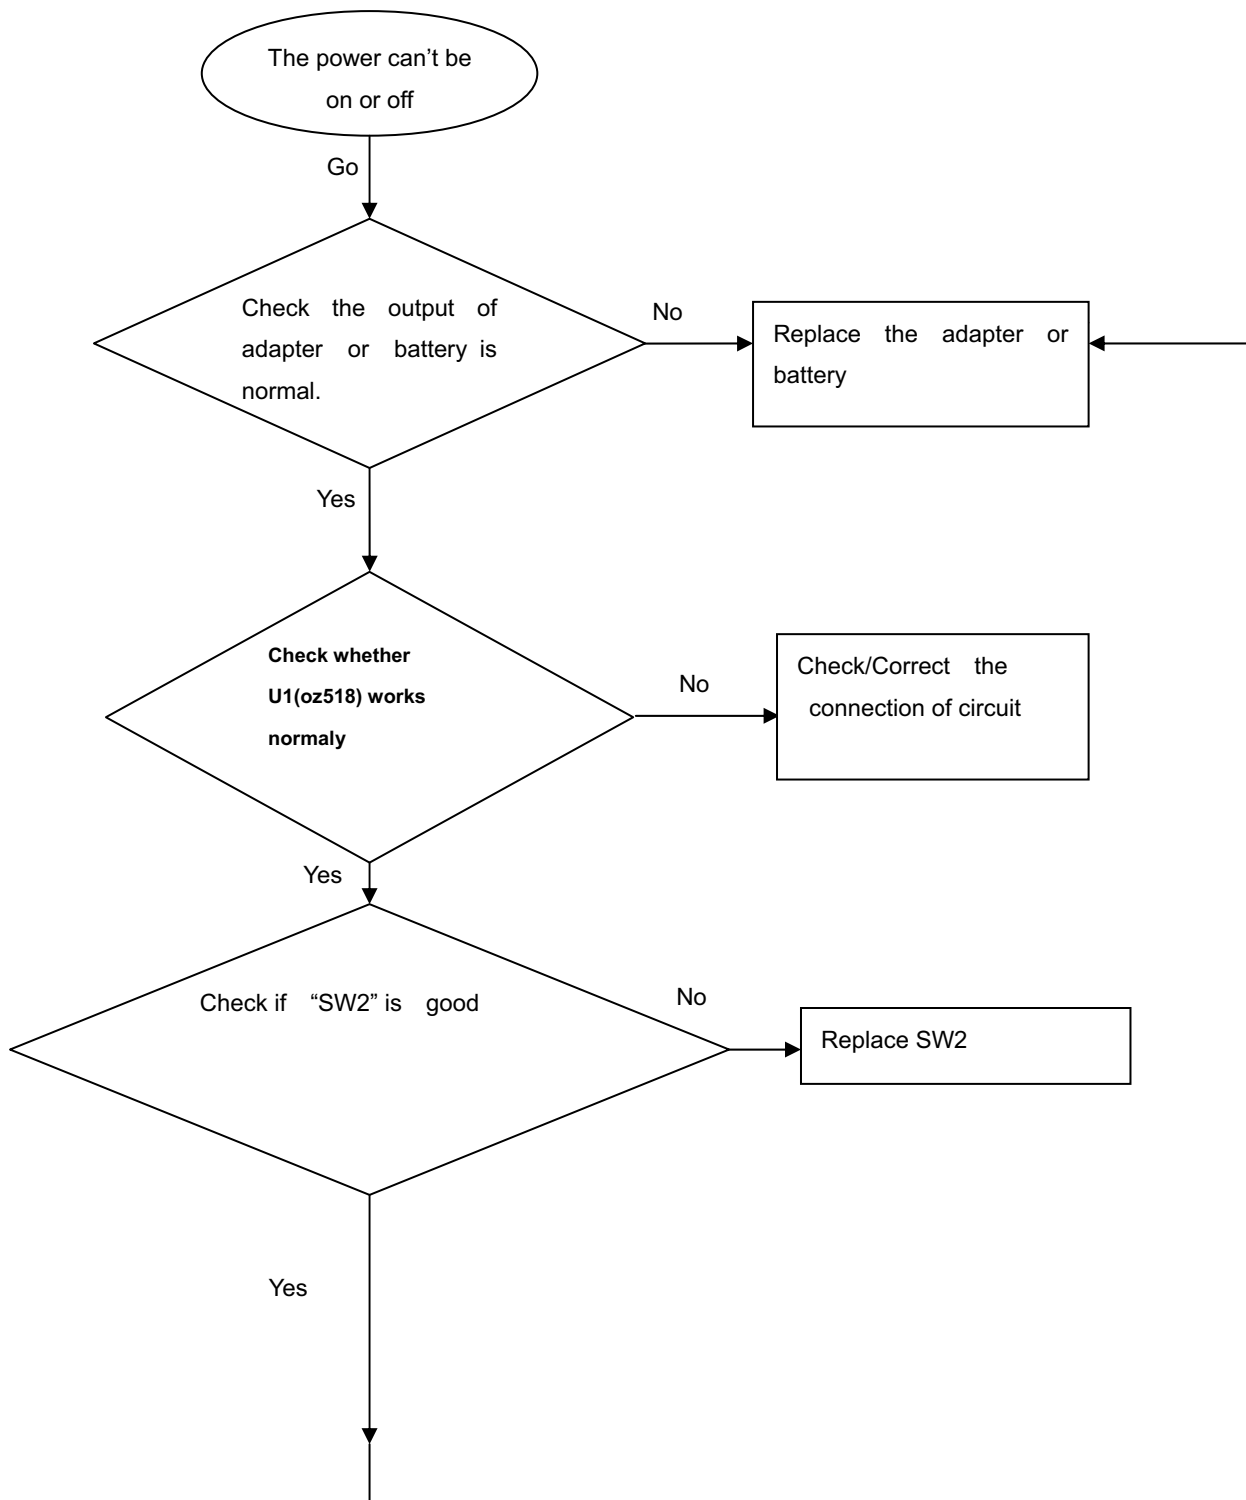 The power can't be
on or off
Go
Check the output of
adapter or battery is
normal.
No
Replace the adapter or
battery
Yes
Check whether
U1(oz518) works
normaly
No
Check/Correct the
connection of circuit
Yes
Check if “SW2” is good
No
Replace SW2
Yes